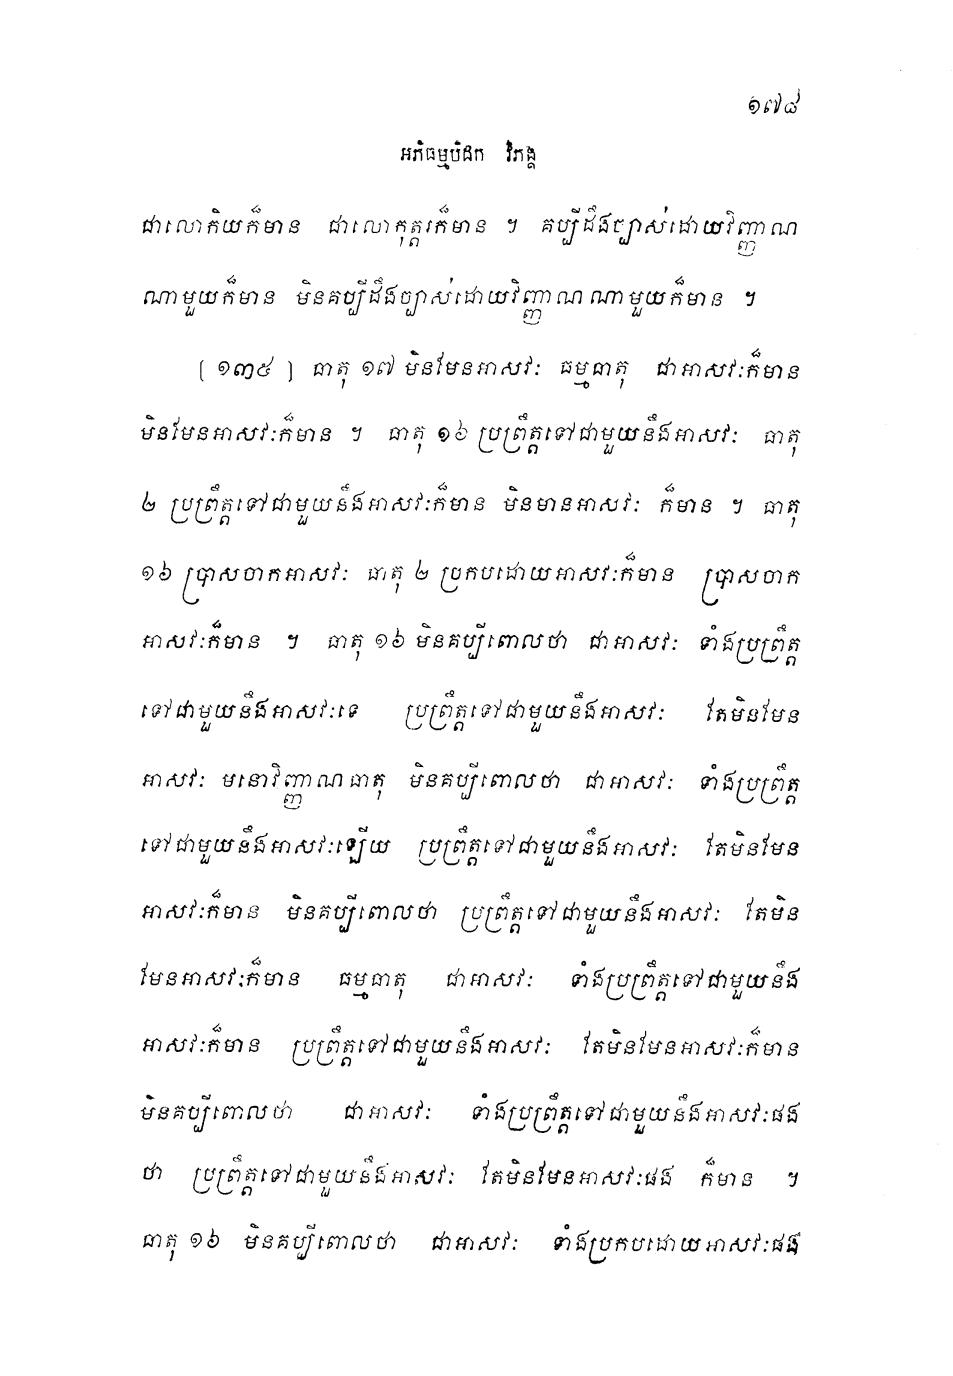 ១៧៨
អភិធម្មបិដក វិភង្គ
ជាលោកិយក៏មាន ជាលោកុត្តរក៏មាន ។ គប្បីដឹងច្បាស់ដោយវិញ្ញាណ
ណាមួយក៏មាន មិនគប្បីដឹងច្បាស់ដោយវិញ្ញាណណាមួយក៏មាន ។
[ ១៣៥ ] ធាតុ ១៧ មិនមែនអាសវៈ ធម្មធាតុ ជាអាសវៈក៏មាន
មិនមែនអាសវៈក៏មាន ។ ធាតុ ១៦ ប្រព្រឹត្តទៅជាមួយនឹងអាសវៈ ធាតុ
២ ប្រព្រឹត្តទៅជាមួយនឹងអាសវៈក៏មាន មិនមានអាសវៈ ក៏មាន ។ ធាតុ
១៦ ប្រាសចាកអាសវៈ ធាតុ ២ ប្រកបដោយអាសវៈក៏មាន ប្រាសចាក
អាសវៈក៏មាន ។ ធាតុ ១៦ មិនគប្បីពោលថា ជាអាសវៈ ទាំងប្រព្រឹត្ត
ទៅជាមួយនឹងអាសវៈទេ ប្រព្រឹត្តទៅជាមួយនឹងអាសវៈ តែមិនមែន
អាសវៈ មនោវិញ្ញាណធាតុ មិនគប្បីពោលថា ជាអាសវៈ ទាំងប្រព្រឹត្ត
ទៅជាមួយនឹងអាសវៈឡើយ ប្រព្រឹត្តទៅជាមួយនឹងអាសវៈ តែមិនមែន
អាសវៈក៏មាន មិនគប្បីពោលថា ប្រព្រឹត្តទៅជាមួយនឹងអាសវៈ តែមិន
មែនអាសវៈក៏មាន ធម្មធាតុ ជាអាសវៈ ទាំងប្រព្រឹត្តទៅជាមួយនឹង
អាសវៈក៏មាន ប្រព្រឹត្តទៅជាមួយនឹងអាសវៈ តែមិនមែនអាសវៈក៏មាន
មិនគប្បីពោលថា ជាអាសវៈ ទាំងប្រព្រឹត្តទៅជាមួយនឹងអាសវៈផង
ថា ប្រព្រឹត្តទៅជាមួយនឹងអាសវៈ តែមិនមែនអាសវៈផង ក៏មាន ។
ធាតុ ១៦ មិនគប្បីពោលថា ជាអាសវៈ ទាំងប្រកបដោយអាសវៈផង